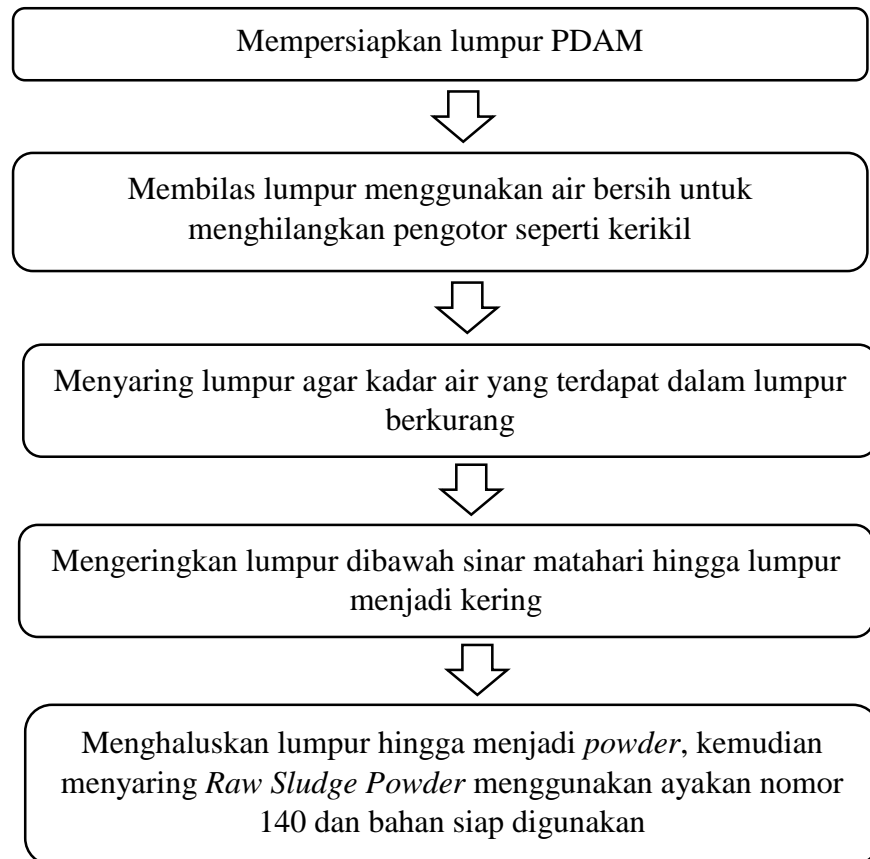 Mempersiapkan lumpur PDAM
Membilas lumpur menggunakan air bersih untuk
menghilangkan pengotor seperti kerikil
Menyaring lumpur agar kadar air yang terdapat dalam lumpur
berkurang
Mengeringkan lumpur dibawah sinar matahari hingga lumpur
menjadi kering
Menghaluskan lumpur hingga menjadi powder, kemudian
menyaring Raw Sludge Powder menggunakan ayakan nomor
140 dan bahan siap digunakan